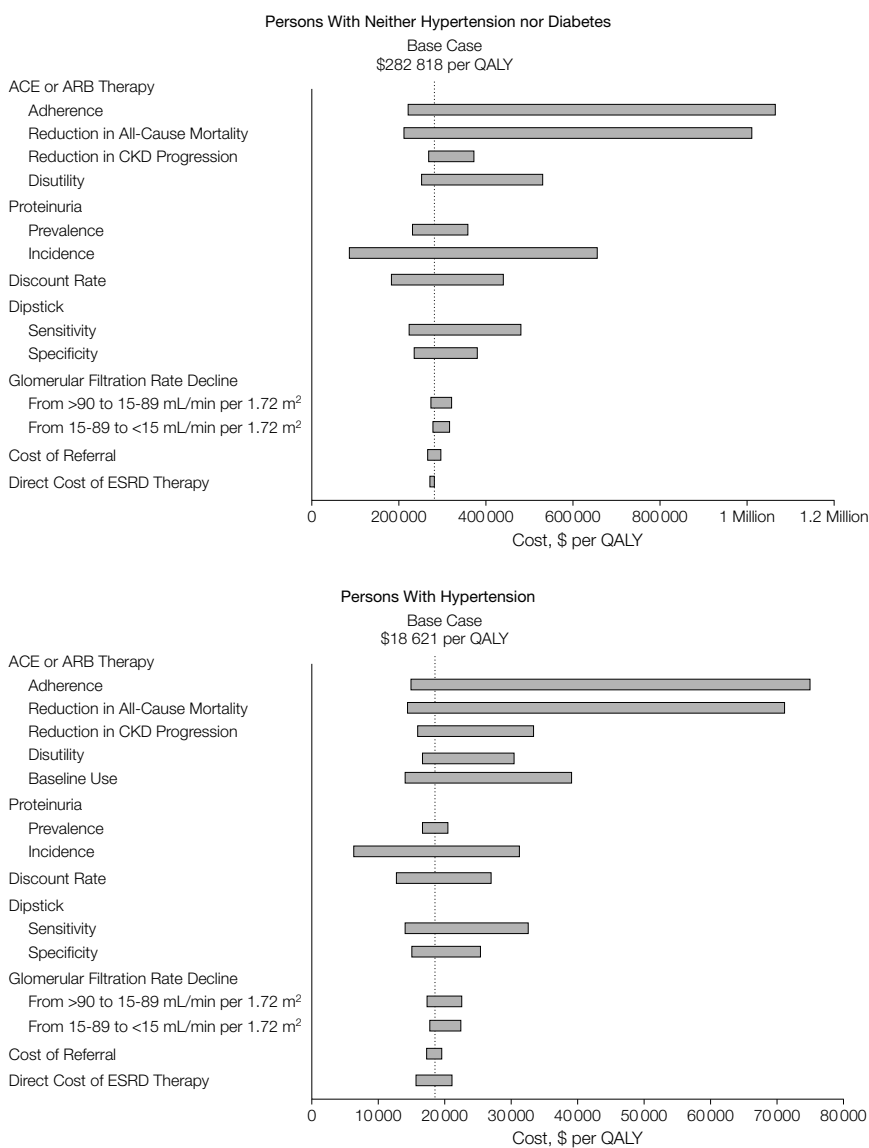 Persons With Neither Hypertension nor Diabetes
Base Case
$282 818 per QALY
ACE or ARB Therapy
Adherence
Reduction in All-Cause Mortality
Reduction in CKD Progression
Disutility
Proteinuria
Prevalence
Incidence
Discount Rate
Dipstick
Sensitivity
Specificity
Glomerular Filtration Rate Decline
From >90 to 15-89 mL/min per 1.72 m²
From 15-89 to <15 mL/min per 1.72 m²
Cost of Referral
Direct Cost of ESRD Therapy
0 200 000 400 000 600 000 800 000 1 Million 1.2 Million
Cost, $ per QALY
Persons With Hypertension
Base Case
$18 621 per QALY
ACE or ARB Therapy
Adherence
Reduction in All-Cause Mortality
Reduction in CKD Progression
Disutility
Baseline Use
Proteinuria
Prevalence
Incidence
Discount Rate
Dipstick
Sensitivity
Specificity
Glomerular Filtration Rate Decline
From >90 to 15-89 mL/min per 1.72 m²
From 15-89 to <15 mL/min per 1.72 m²
Cost of Referral
Direct Cost of ESRD Therapy
0 10 000 20 000 30 000 40 000 50 000 60 000 70 000 80 000
Cost, $ per QALY